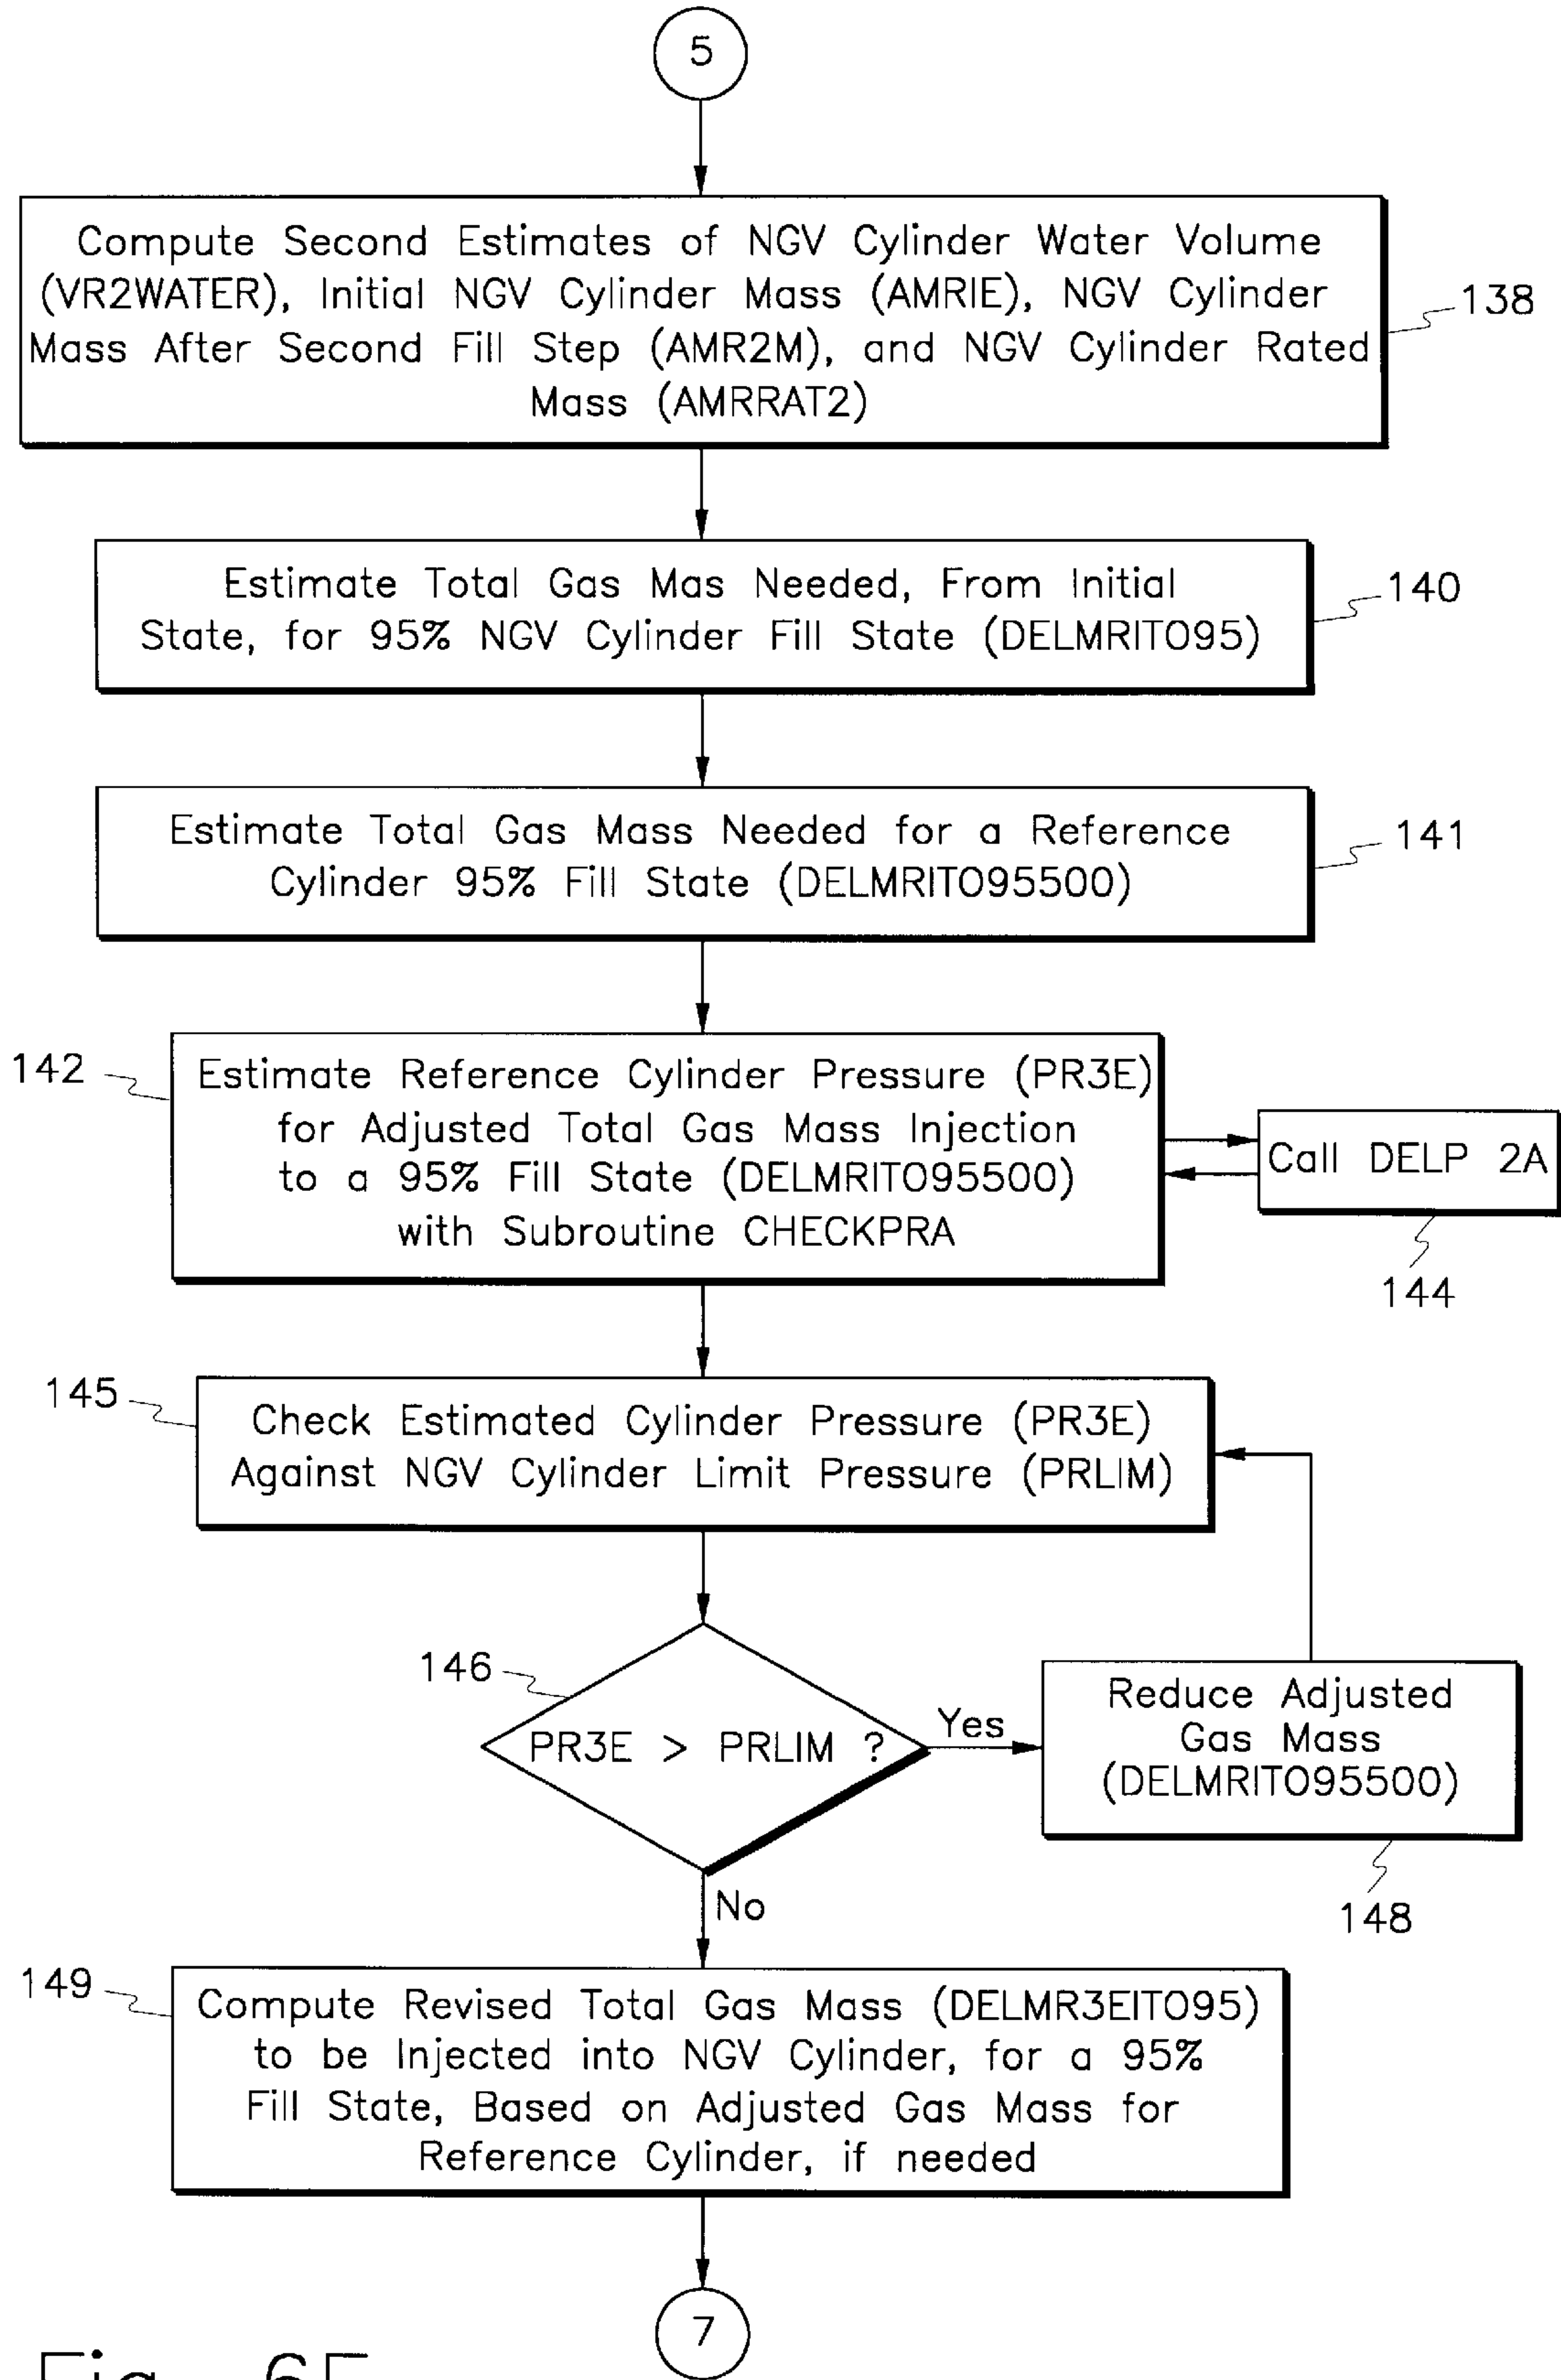 5
Compute Second Estimates of NGV Cylinder Water Volume
(VR2WATER), Initial NGV Cylinder Mass (AMRIE), NGV Cylinder
Mass After Second Fill Step (AMR2M), and NGV Cylinder Rated
Mass (AMRRAT2)
138
Estimate Total Gas Mas Needed, From Initial
State, for 95% NGV Cylinder Fill State (DELMRITO95)
140
Estimate Total Gas Mass Needed for a Reference
Cylinder 95% Fill State (DELMRITO95500)
141
142
Estimate Reference Cylinder Pressure (PR3E)
for Adjusted Total Gas Mass Injection
to a 95% Fill State (DELMRITO95500)
with Subroutine CHECKPRA
Call DELP 2A
144
145
Check Estimated Cylinder Pressure (PR3E)
Against NGV Cylinder Limit Pressure (PRLIM)
146
PR3E > PRLIM ?
Yes
Reduce Adjusted
Gas Mass
(DELMRITO95500)
148
No
149
Compute Revised Total Gas Mass (DELMR3EITO95)
to be Injected into NGV Cylinder, for a 95%
Fill State, Based on Adjusted Gas Mass for
Reference Cylinder, if needed
7